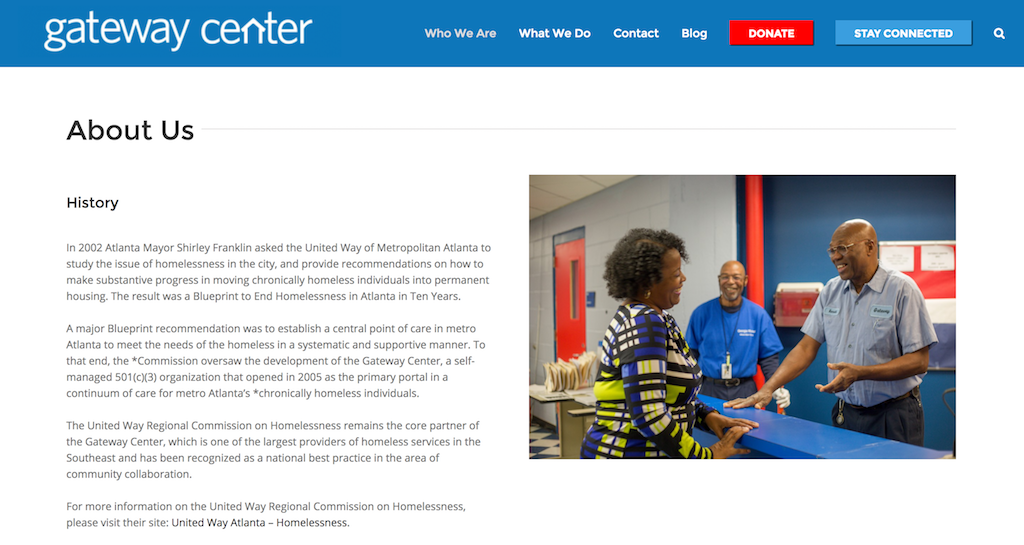 gateway center
Who We Are
What We Do
Contact
Blog
DONATE
STAY CONNECTED
About Us
History
In 2002 Atlanta Mayor Shirley Franklin asked the United Way of Metropolitan Atlanta to
study the issue of homelessness in the city, and provide recommendations on how to
make substantive progress in moving chronically homeless individuals into permanent
housing. The result was a Blueprint to End Homelessness in Atlanta in Ten Years.
A major Blueprint recommendation was to establish a central point of care in metro
Atlanta to meet the needs of the homeless in a systematic and supportive manner. To
that end, the *Commission oversaw the development of the Gateway Center, a self-
managed 501(c)(3) organization that opened in 2005 as the primary portal in a
continuum of care for metro Atlanta's *chronically homeless individuals.
The United Way Regional Commission on Homelessness remains the core partner of
the Gateway Center, which is one of the largest providers of homeless services in the
Southeast and has been recognized as a national best practice in the area of
community collaboration.
For more information on the United Way Regional Commission on Homelessness,
please visit their site: United Way Atlanta – Homelessness.